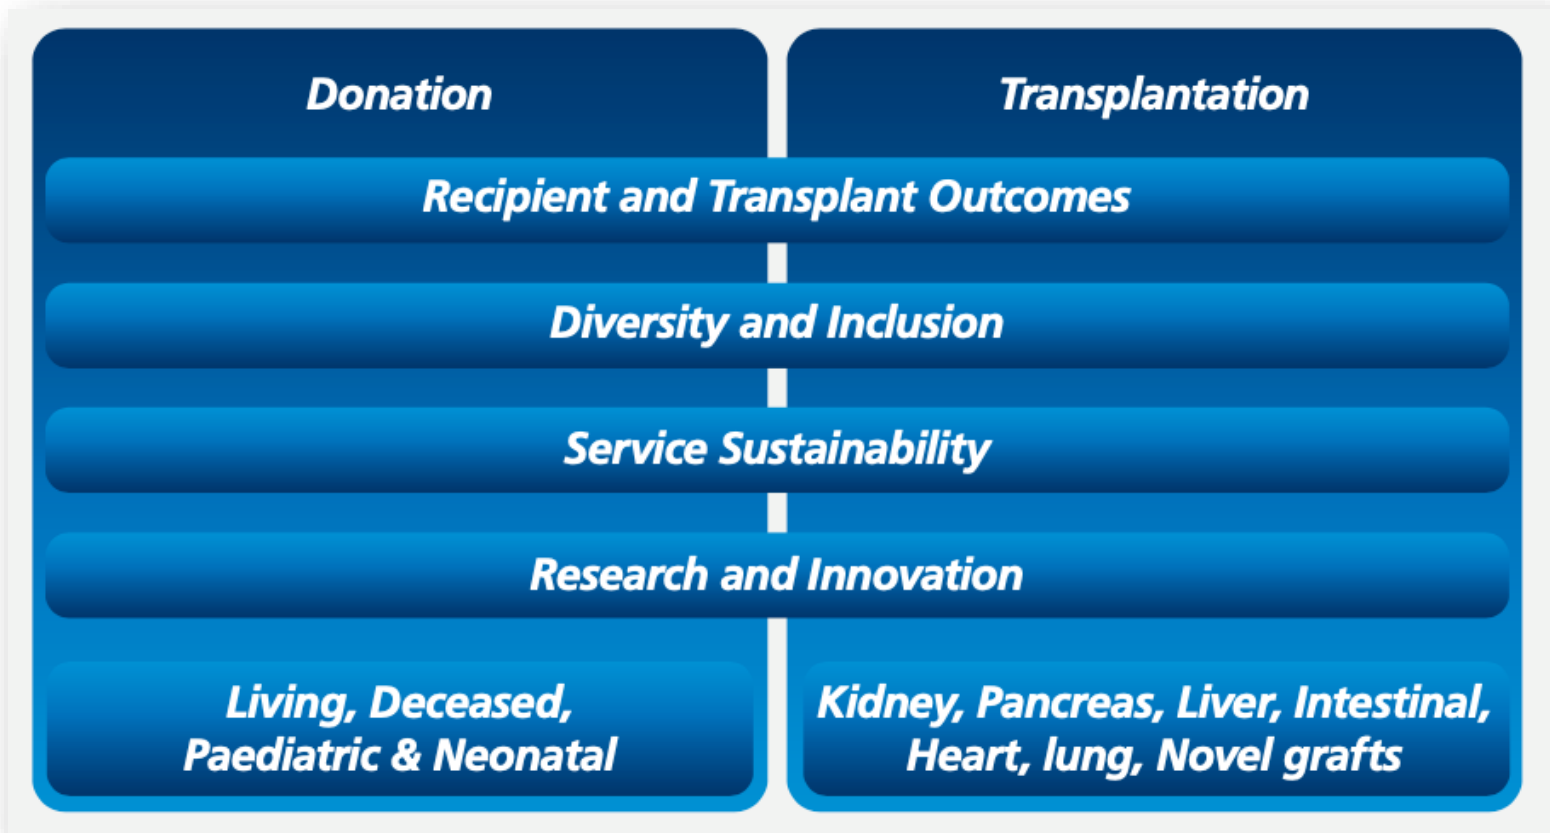 Donation
Transplantation
Recipient and Transplant Outcomes
Diversity and Inclusion
Service Sustainability
Research and Innovation
Living, Deceased,
Paediatric & Neonatal
Kidney, Pancreas, Liver, Intestinal,
Heart, lung, Novel grafts